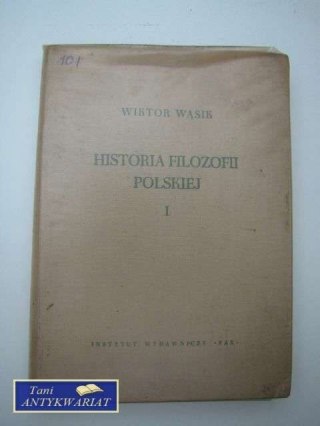 101
WIKTOR WĄSIK
HISTORIA FILOZOFII
POLSKIEJ
I
INSTYTUT WYDAWNICZY «PAX»
Tani
ANTYKWARIAT